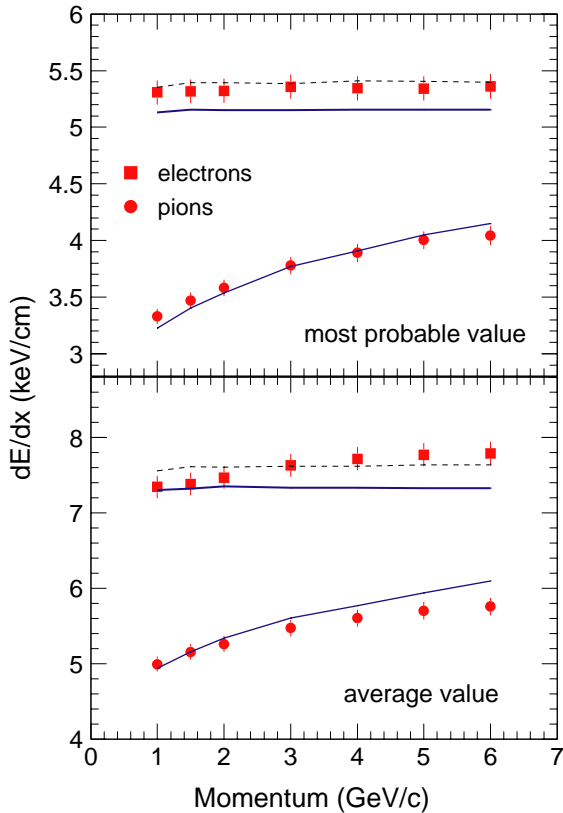 6
5.5
5
4.5
4
3.5
3
electrons
pions
most probable value
dE/dx (keV/cm)
8
7
6
5
4
average value
0 1 2 3 4 5 6 7
Momentum (GeV/c)